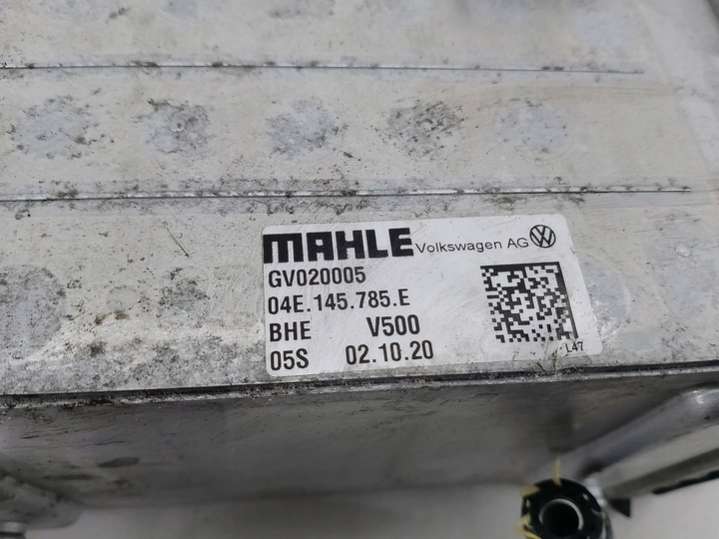 MAHLE Volkswagen AG
GV020005
04E.145.785.E
BHE V500
05S 02.10.20
L47